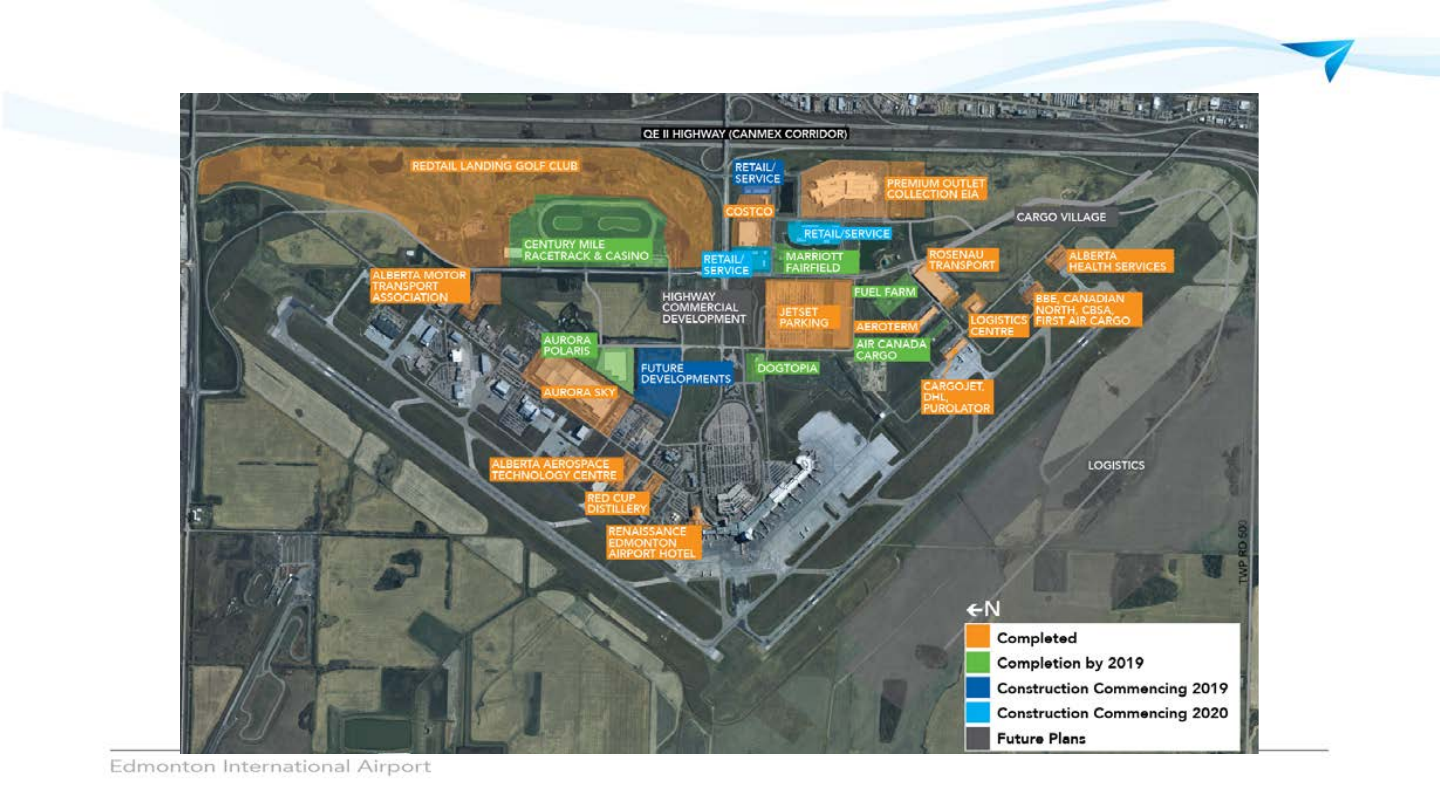 QE II HIGHWAY (CANMEX CORRIDOR)
REDTAIL LANDING GOLF CLUB
RETAIL/
SERVICE
PREMIUM OUTLET
COLLECTION EIA
COSTCO
CARGO VILLAGE
RETAIL/SERVICE
CENTURY MILE
RACETRACK & CASINO
RETAIL/
SERVICE
MARRIOTT
FAIRFIELD
ROSENAU
TRANSPORT
ALBERTA
HEALTH SERVICES
ALBERTA MOTOR
TRANSPORT
ASSOCIATION
HIGHWAY
COMMERCIAL
DEVELOPMENT
JETSET
PARKING
FUEL FARM
AEROTERM
LOGISTICS
CENTRE
BBE, CANADIAN
NORTH, CBSA,
FIRST AIR CARGO
AURORA
POLARIS
AIR CANADA
CARGO
FUTURE
DEVELOPMENTS
DOGTOPIA
AURORA SKY
CARGOJET,
DHL,
PUROLATOR
ALBERTA AEROSPACE
TECHNOLOGY CENTRE
LOGISTICS
RED CUP
DISTILLERY
RENAISSANCE
EDMONTON
AIRPORT HOTEL
TWP RD 500
←N
Completed
Completion by 2019
Construction Commencing 2019
Construction Commencing 2020
Future Plans
Edmonton International Airport